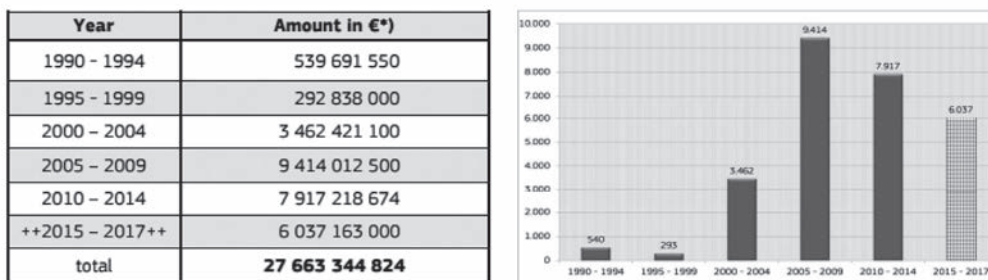 Year Amount in €*)
1990 - 1994 539 691 550
1995 - 1999 292 838 000
2000 – 2004 3 462 421 100
2005 – 2009 9 414 012 500
2010 – 2014 7 917 218 674
++2015 – 2017++ 6 037 163 000
total 27 663 344 824
10.000
9.000
8.000
7.000
6.000
5.000
4.000
3.000
2.000
1.000
0
540
293
3.462
9.414
7.917
6.037
1990 - 1994 1995 - 1999 2000 - 2004 2005 - 2009 2010 - 2014 2015 - 2017